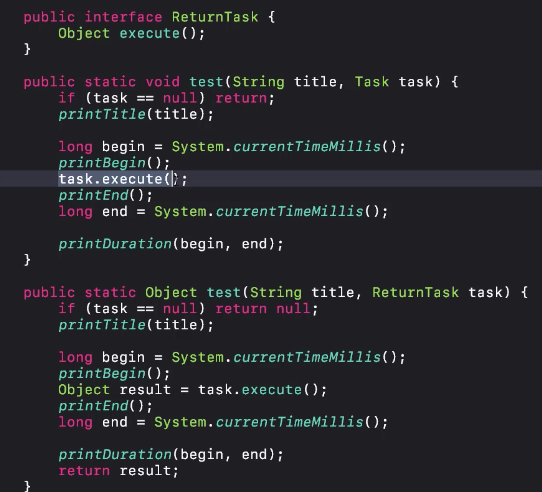 public interface ReturnTask {
    Object execute();
}
public static void test(String title, Task task) {
    if (task == null) return;
    printTitle(title);
    long begin = System.currentTimeMillis();
    printBegin();
    task.execute();
    printEnd();
    long end = System.currentTimeMillis();
    printDuration(begin, end);
}
public static Object test(String title, ReturnTask task) {
    if (task == null) return null;
    printTitle(title);
    long begin = System.currentTimeMillis();
    printBegin();
    Object result = task.execute();
    printEnd();
    long end = System.currentTimeMillis();
    printDuration(begin, end);
    return result;
}